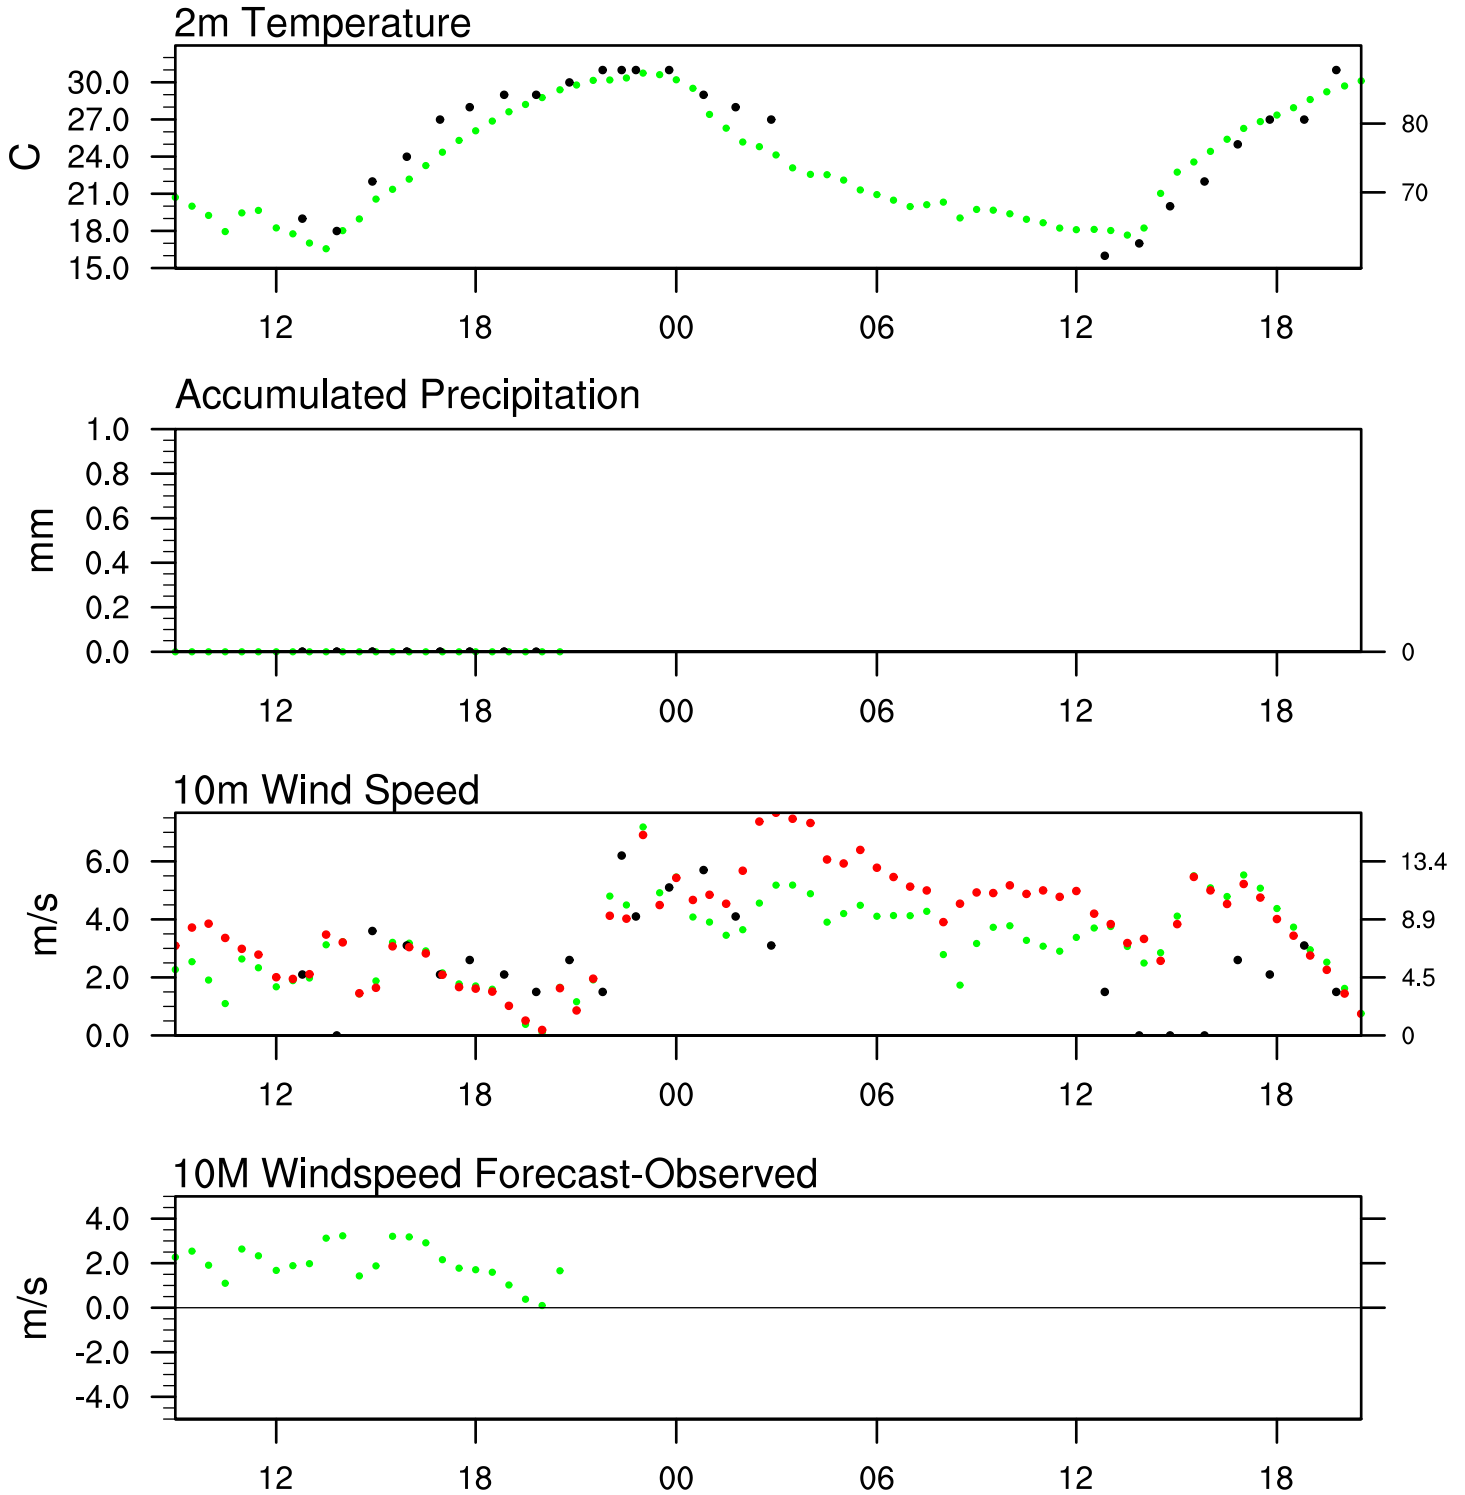 2m Temperature
30.0
27.0
24.0
21.0
18.0
15.0
C
80
70
12 18 00 06 12 18
Accumulated Precipitation
1.0
0.8
0.6
0.4
0.2
0.0
mm
0
12 18 00 06 12 18
10m Wind Speed
6.0
4.0
2.0
0.0
m/s
13.4
8.9
4.5
0
12 18 00 06 12 18
10M Windspeed Forecast-Observed
4.0
2.0
0.0
-2.0
-4.0
m/s
12 18 00 06 12 18